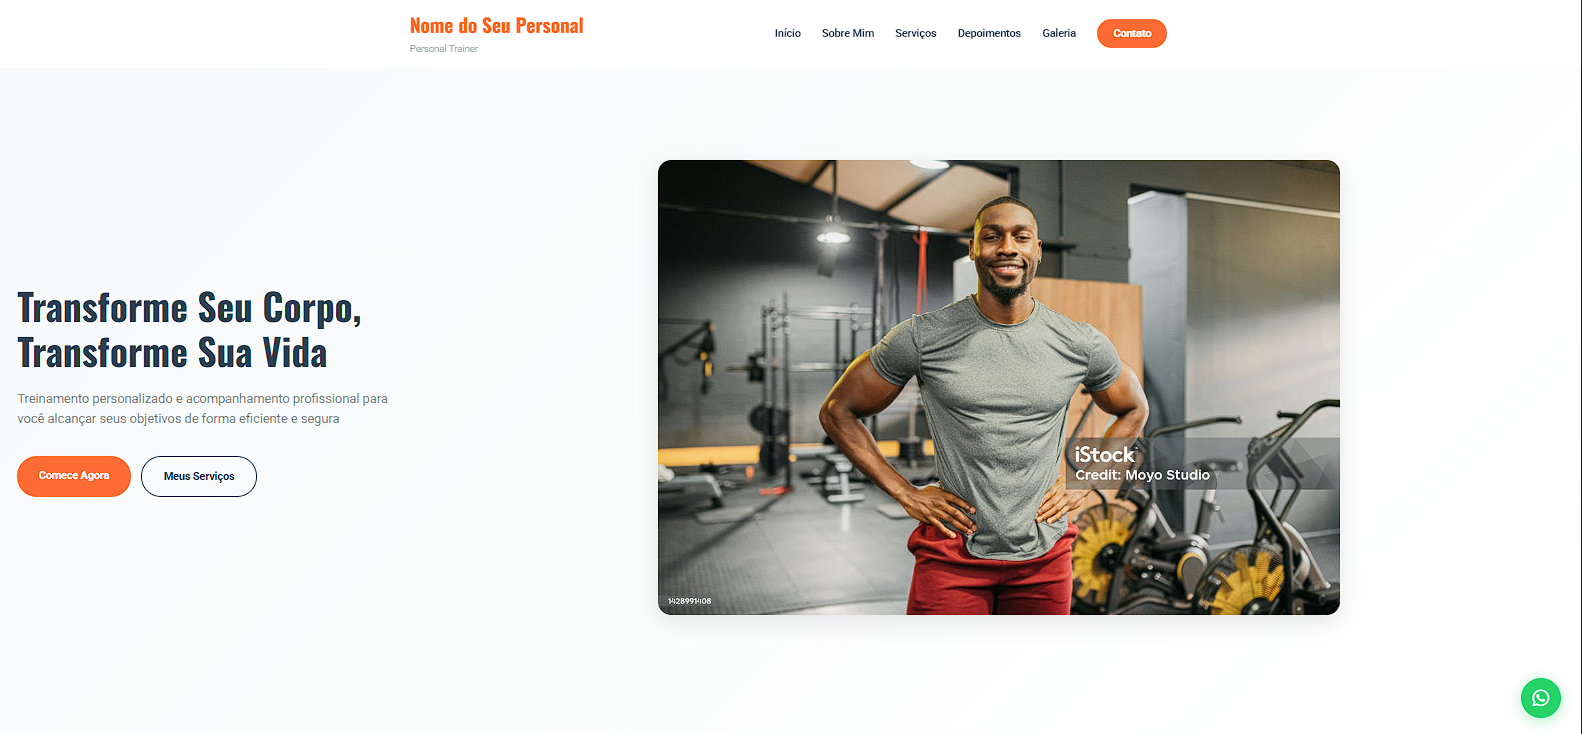 Nome do Seu Personal
Personal Trainer
Início
Sobre Mim
Serviços
Depoimentos
Galeria
Contato
Transforme Seu Corpo,
Transforme Sua Vida
Treinamento personalizado e acompanhamento profissional para
você alcançar seus objetivos de forma eficiente e segura
Comece Agora
Meus Serviços
iStock
Credit: Moyo Studio
1428991408